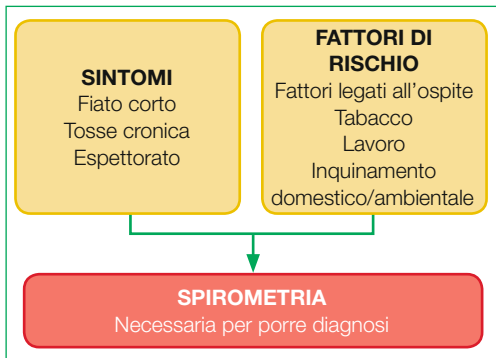 SINTOMI
Fiato corto
Tosse cronica
Espettorato
FATTORI DI
RISCHIO
Fattori legati all'ospite
Tabacco
Lavoro
Inquinamento
domestico/ambientale
SPIROMETRIA
Necessaria per porre diagnosi